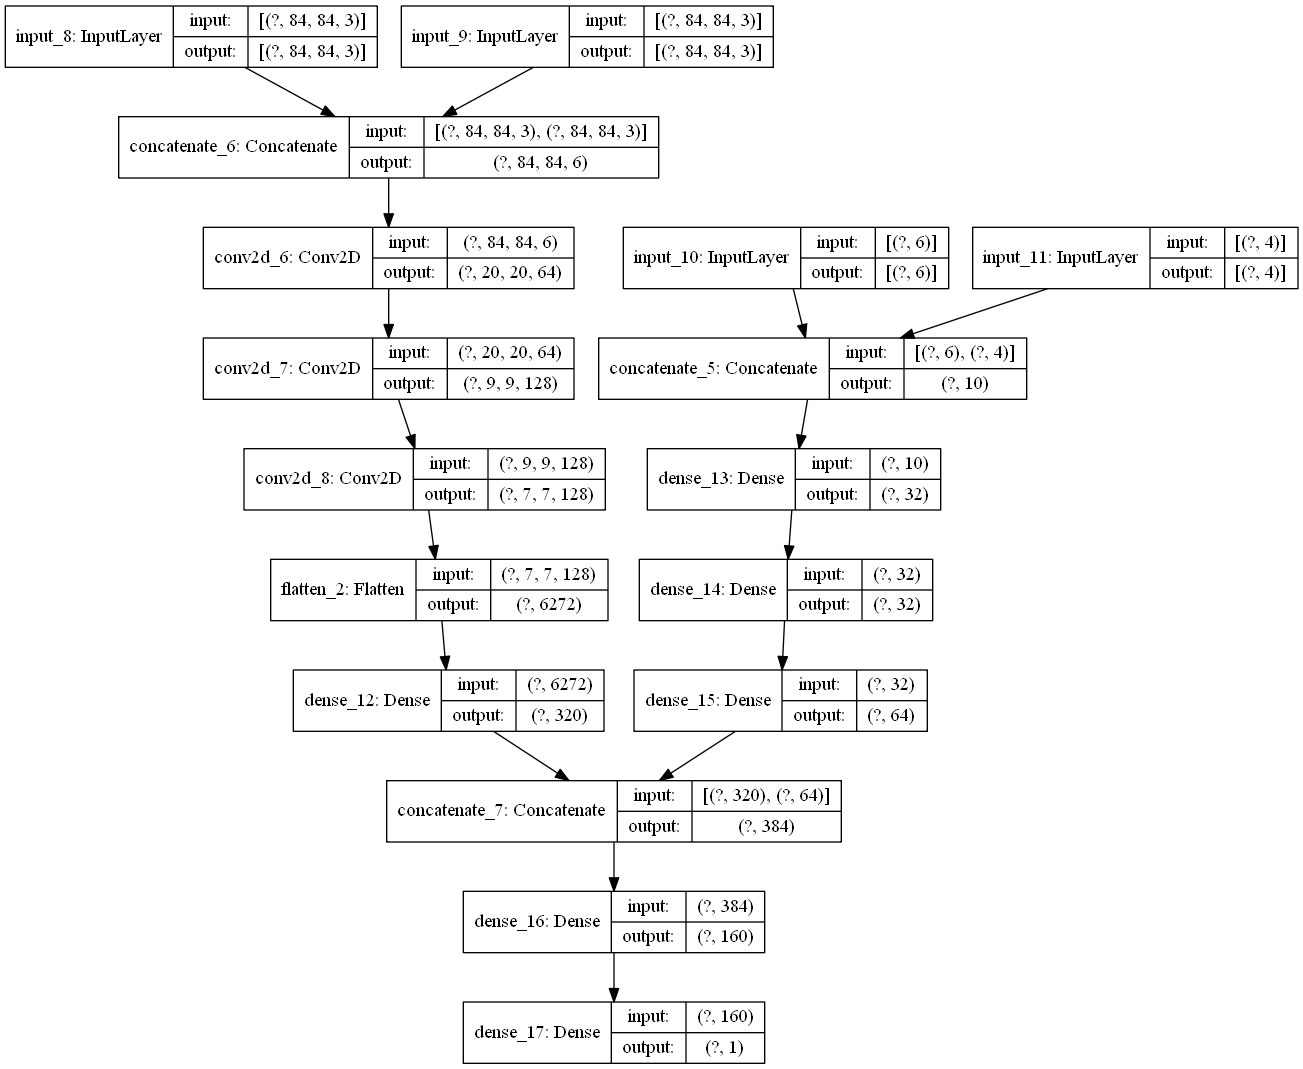 input_8: InputLayer
input: [(?, 84, 84, 3)]
output: [(?, 84, 84, 3)]
input_9: InputLayer
input: [(?, 84, 84, 3)]
output: [(?, 84, 84, 3)]
concatenate_6: Concatenate
input: [(?, 84, 84, 3), (?, 84, 84, 3)]
output: (?, 84, 84, 6)
conv2d_6: Conv2D
input: (?, 84, 84, 6)
output: (?, 20, 20, 64)
input_10: InputLayer
input: [(?, 6)]
output: [(?, 6)]
input_11: InputLayer
input: [(?, 4)]
output: [(?, 4)]
conv2d_7: Conv2D
input: (?, 20, 20, 64)
output: (?, 9, 9, 128)
concatenate_5: Concatenate
input: [(?, 6), (?, 4)]
output: (?, 10)
conv2d_8: Conv2D
input: (?, 9, 9, 128)
output: (?, 7, 7, 128)
dense_13: Dense
input: (?, 10)
output: (?, 32)
flatten_2: Flatten
input: (?, 7, 7, 128)
output: (?, 6272)
dense_14: Dense
input: (?, 32)
output: (?, 32)
dense_12: Dense
input: (?, 6272)
output: (?, 320)
dense_15: Dense
input: (?, 32)
output: (?, 64)
concatenate_7: Concatenate
input: [(?, 320), (?, 64)]
output: (?, 384)
dense_16: Dense
input: (?, 384)
output: (?, 160)
dense_17: Dense
input: (?, 160)
output: (?, 1)